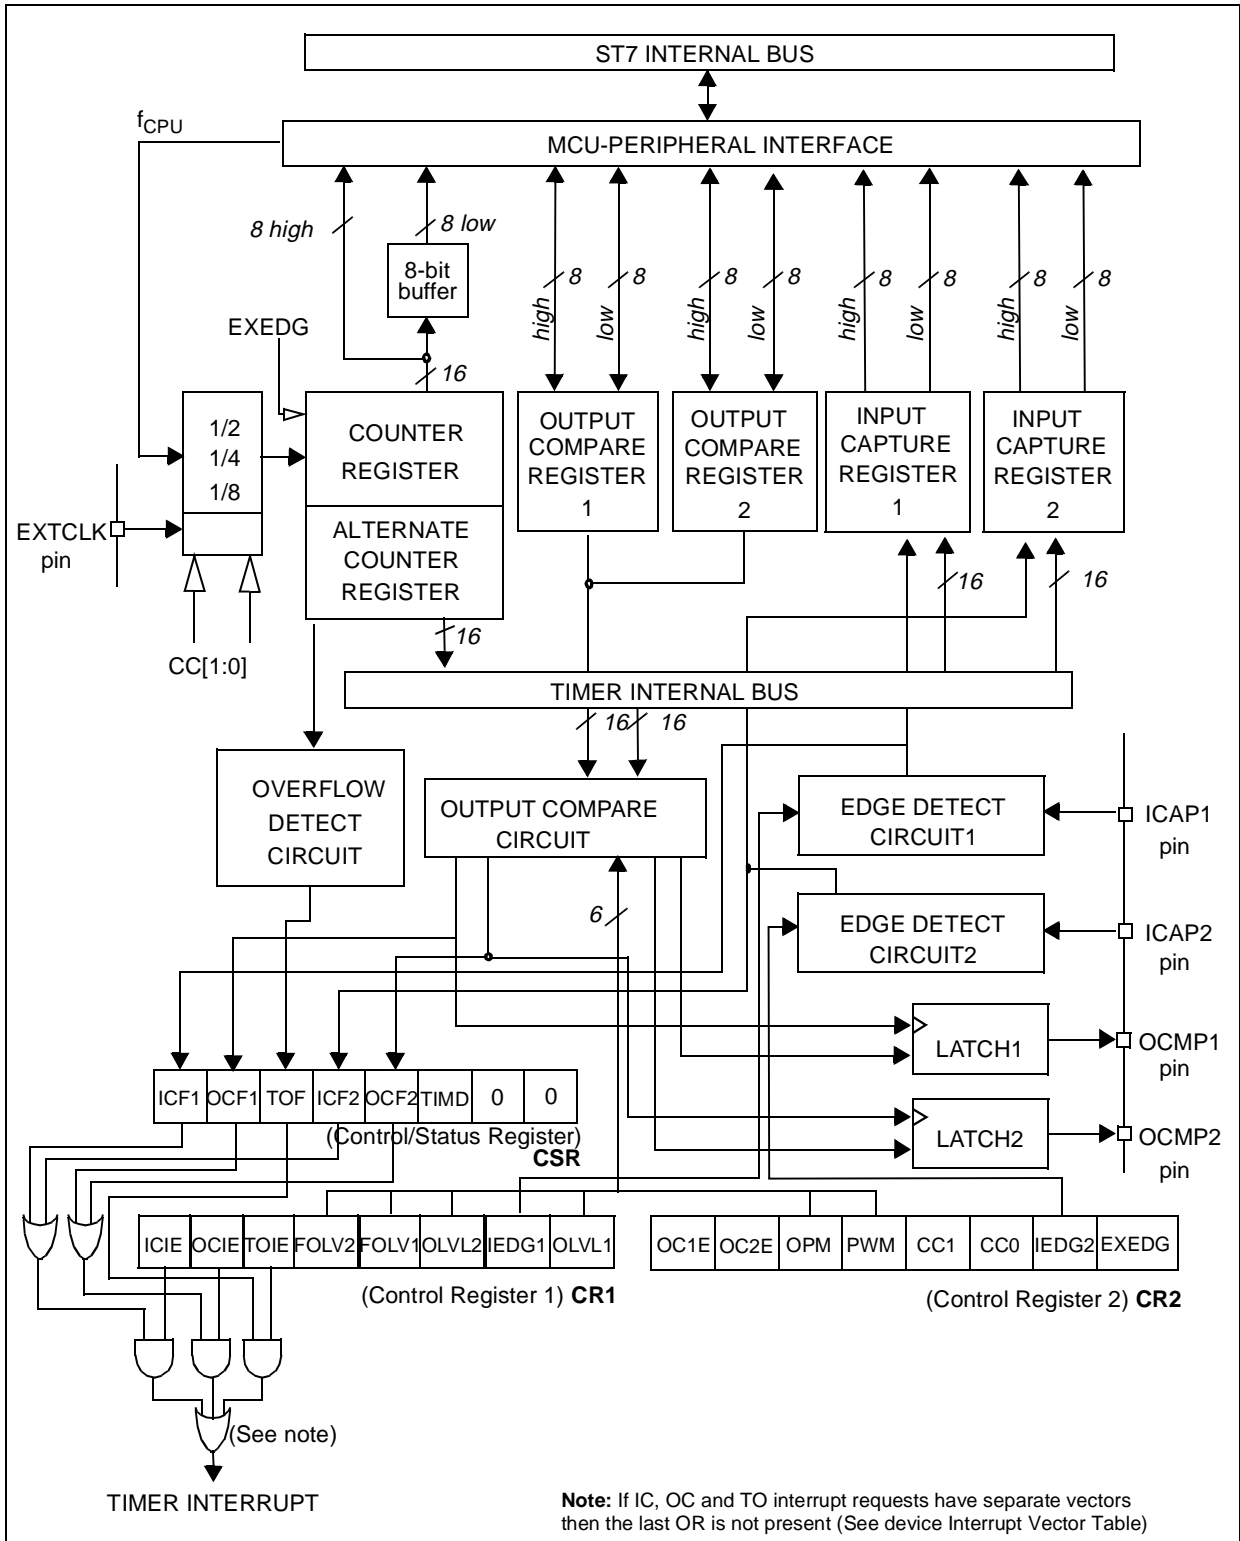 ST7 INTERNAL BUS
fCPU
MCU-PERIPHERAL INTERFACE
8 high
8 low
8-bit
buffer
high
8
low
8
high
8
low
8
high
8
low
8
high
8
low
8
EXEDG
16
1/2
1/4
1/8
COUNTER
REGISTER
OUTPUT
COMPARE
REGISTER
1
OUTPUT
COMPARE
REGISTER
2
INPUT
CAPTURE
REGISTER
1
INPUT
CAPTURE
REGISTER
2
EXTCLK
pin
ALTERNATE
COUNTER
REGISTER
16
16
16
CC[1:0]
TIMER INTERNAL BUS
16
16
OVERFLOW
DETECT
CIRCUIT
OUTPUT COMPARE
CIRCUIT
EDGE DETECT
CIRCUIT1
ICAP1
pin
6
EDGE DETECT
CIRCUIT2
ICAP2
pin
LATCH1
OCMP1
pin
ICF1 OCF1 TOF ICF2 OCF2 TIMD 0 0
(Control/Status Register)
CSR
LATCH2
OCMP2
pin
ICIE OCIE TOIE FOLV2 FOLV1 OLVL2 IEDG1 OLVL1
OC1E OC2E OPM PWM CC1 CC0 IEDG2 EXEDG
(Control Register 1) CR1
(Control Register 2) CR2
(See note)
TIMER INTERRUPT
Note: If IC, OC and TO interrupt requests have separate vectors
then the last OR is not present (See device Interrupt Vector Table)